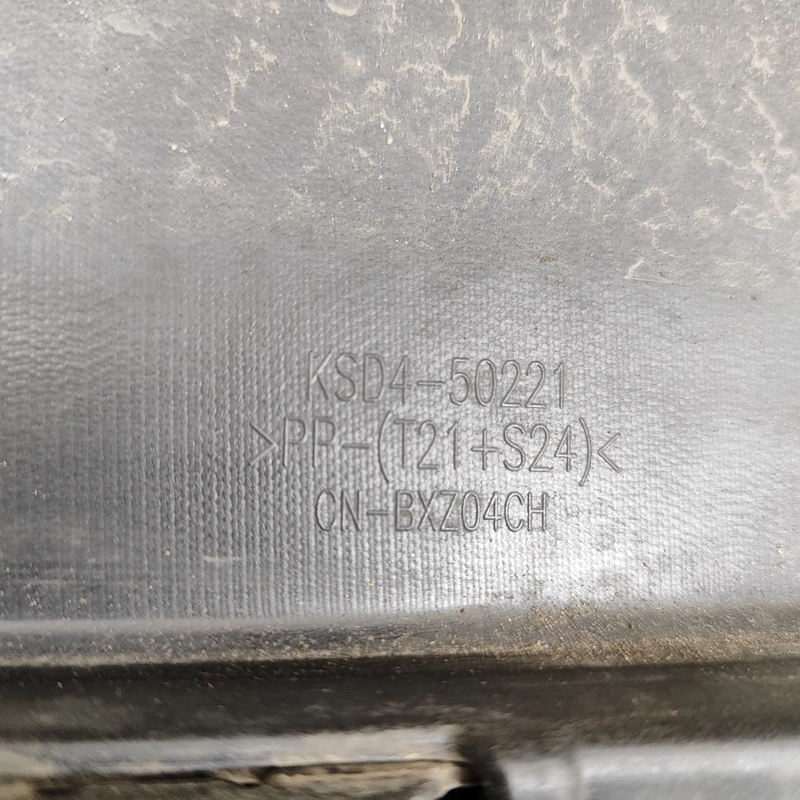 KSD4-50221
>PP-(T21+S24)<
CN-BXZ04CH